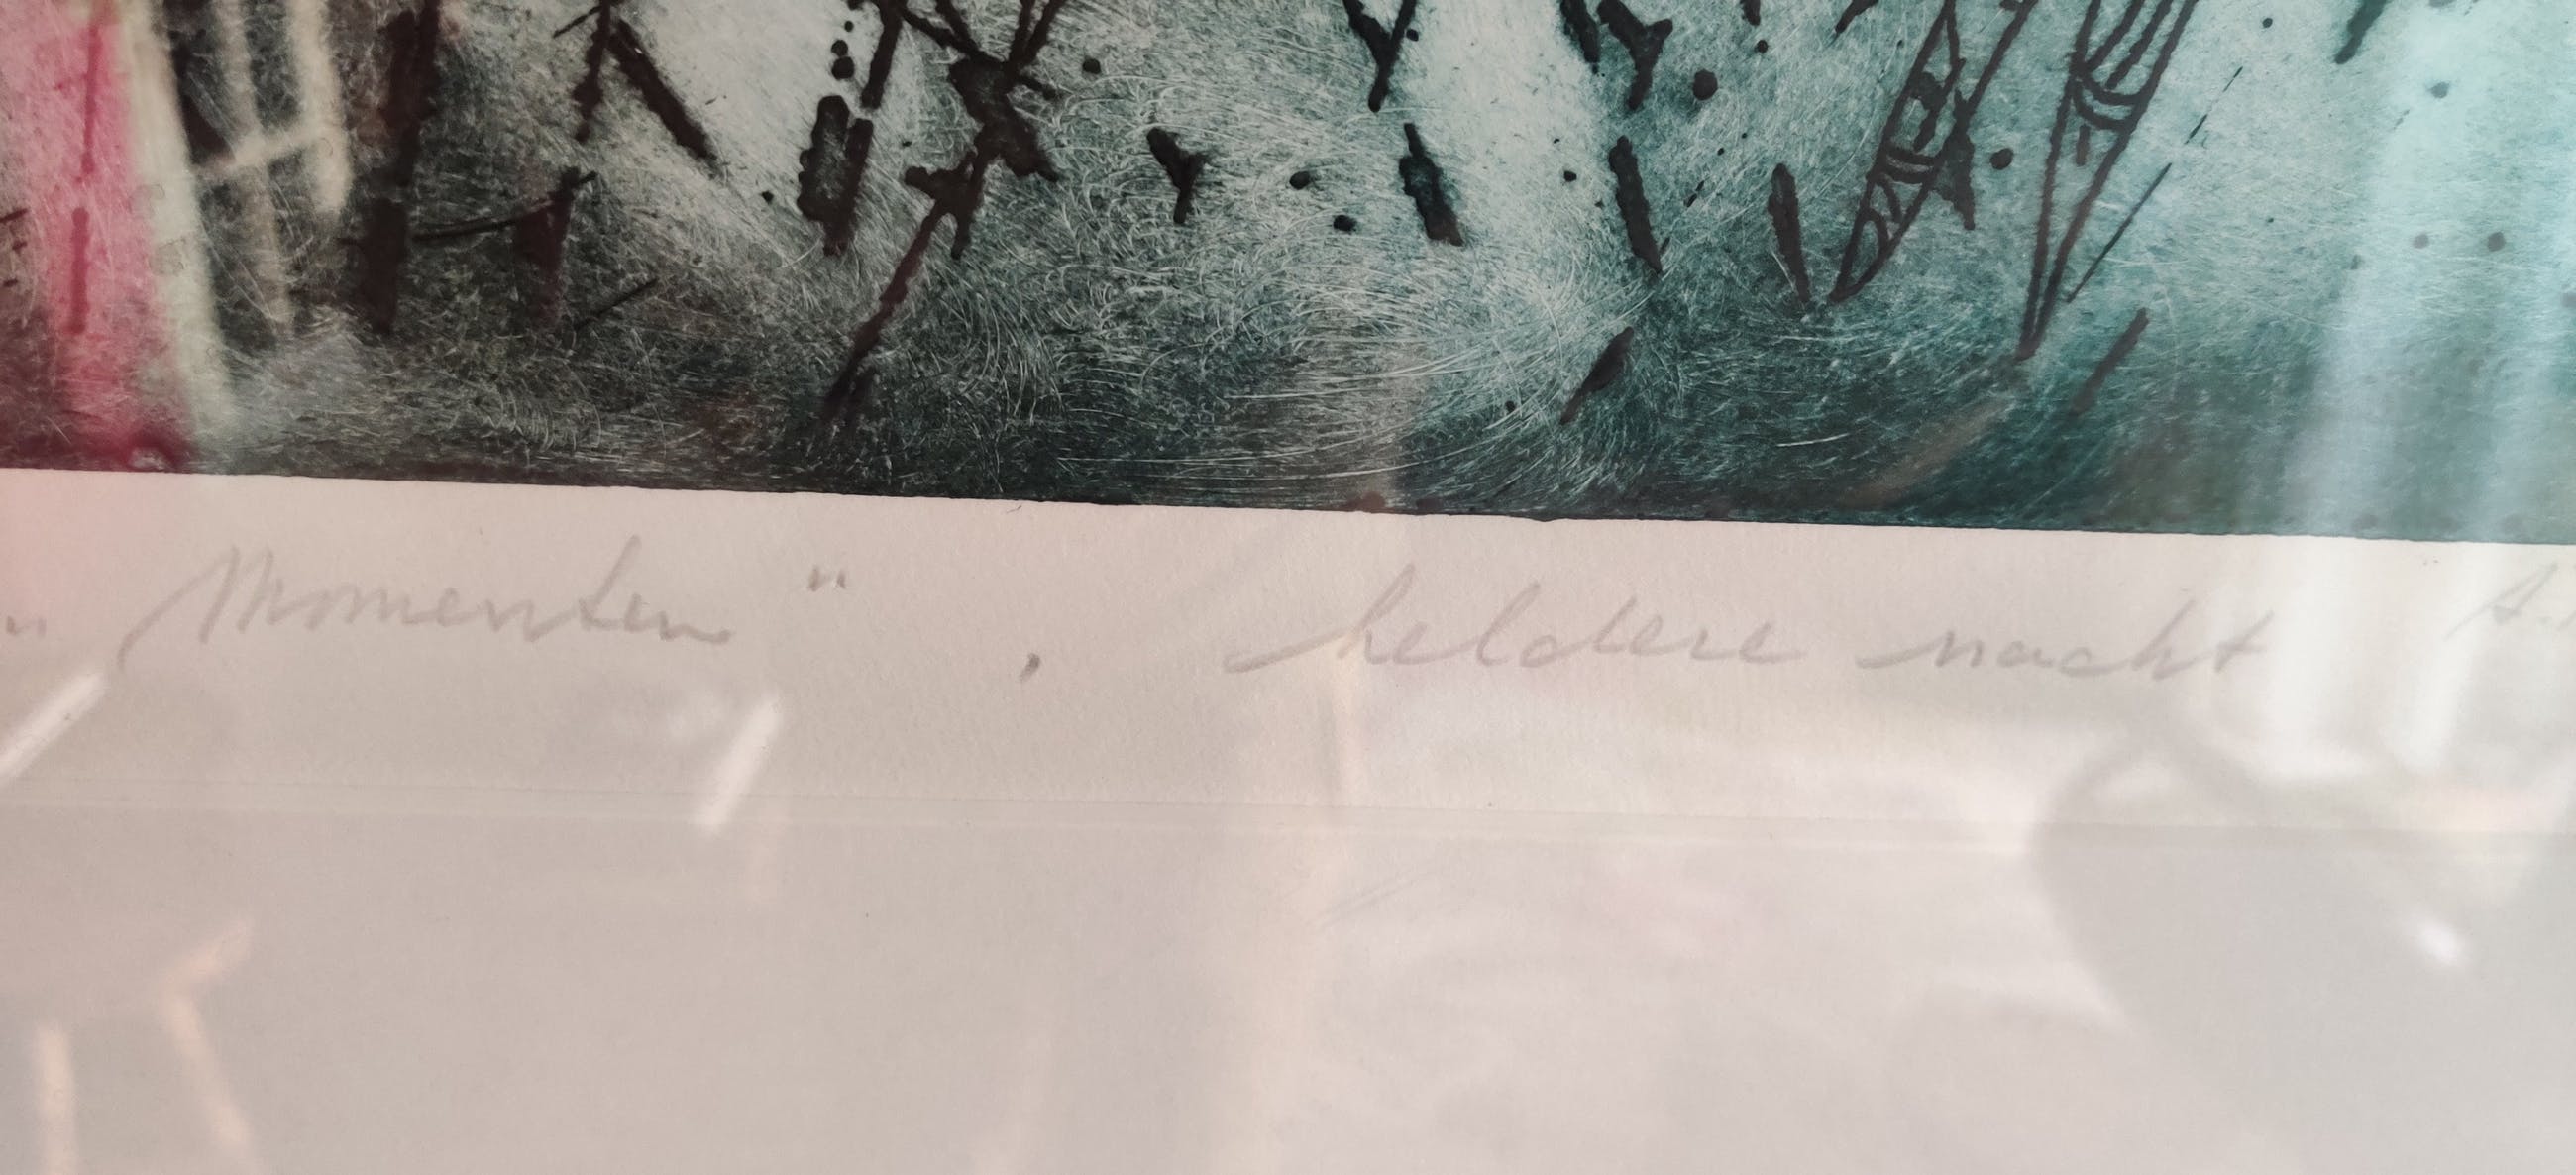 „ Momenten “ , heldere nacht